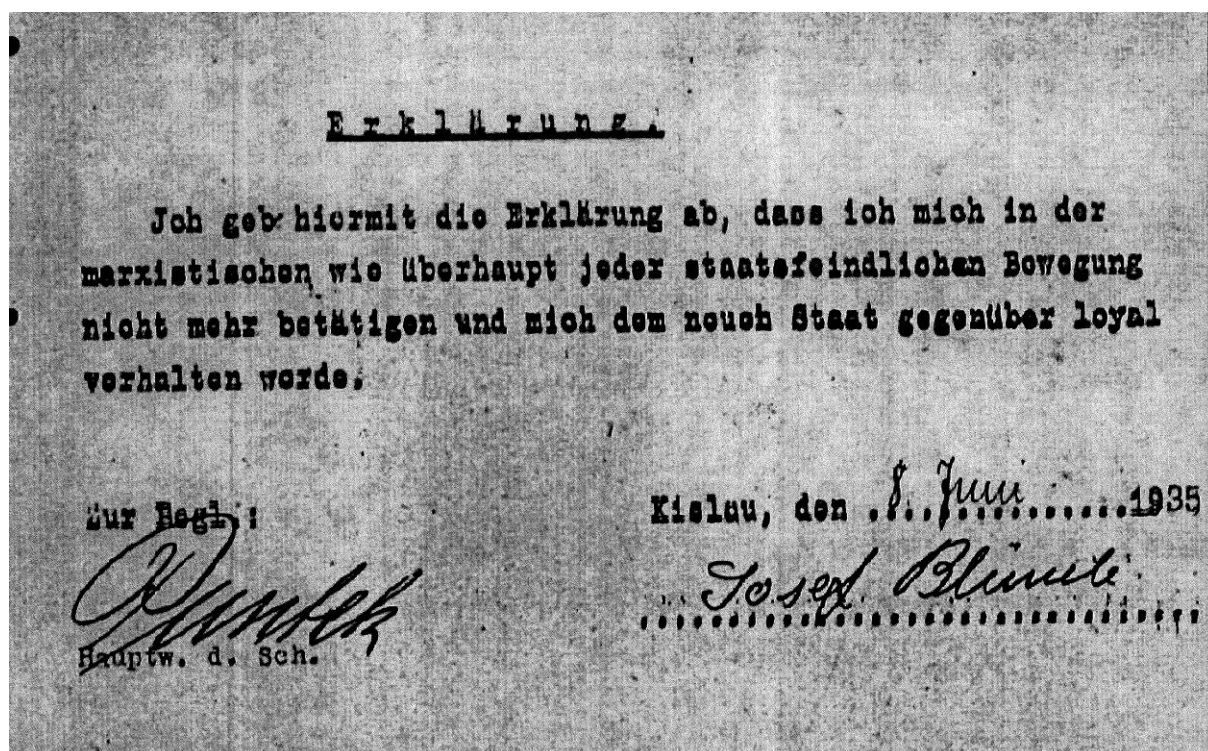 Erklärung.
Jch geb hiermit die Erklärung ab, dass ich mich in der
marxistischen wie überhaupt jeder staatsfeindlichen Bewegung
nicht mehr betätigen und mich dem neuen Staat gegenüber loyal
verhalten werde.
Zur Begl.:
Kislau, den 8. Juni 1935
Josef
Hauptw. d. Sch.